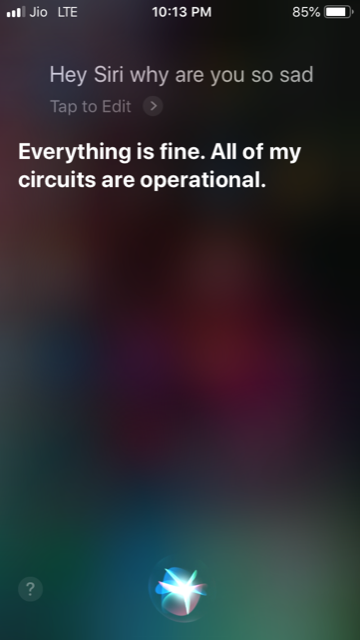 Jio LTE 10:13 PM 85%
Hey Siri why are you so sad
Tap to Edit
Everything is fine. All of my
circuits are operational.
?